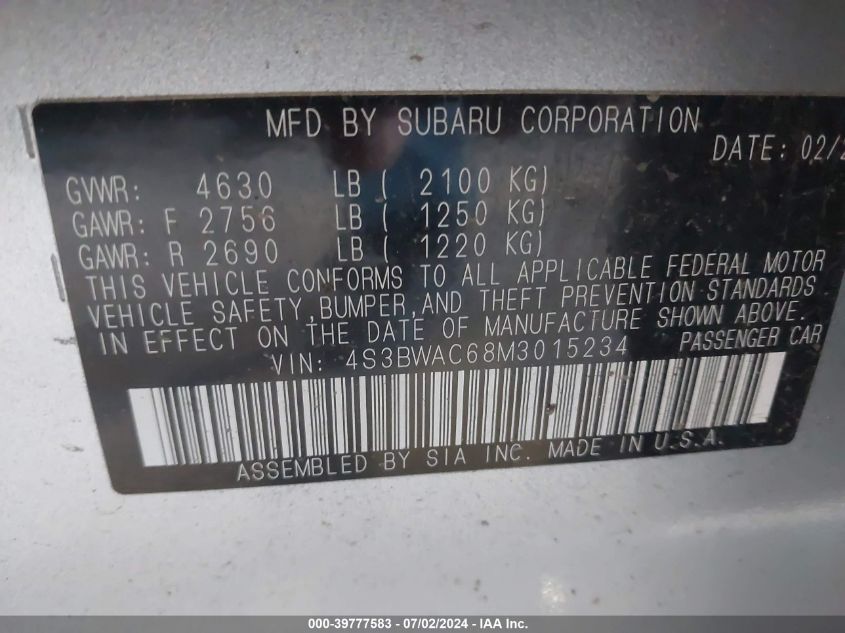 MFD BY SUBARU CORPORATION
DATE: 02/2
GVWR: 4630 LB ( 2100 KG)
GAWR: F 2756 LB ( 1250 KG)
GAWR: R 2690 LB ( 1220 KG)
THIS VEHICLE CONFORMS TO ALL APPLICABLE FEDERAL MOTOR
VEHICLE SAFETY,BUMPER,AND THEFT PREVENTION STANDARDS
IN EFFECT ON THE DATE OF MANUFACTURE SHOWN ABOVE.
VIN: 4S3BWAC68M3015234 PASSENGER CAR
ASSEMBLED BY SIA INC. MADE IN U.S.A.
000-39777583 / 07/02/2024 - IAA Inc.